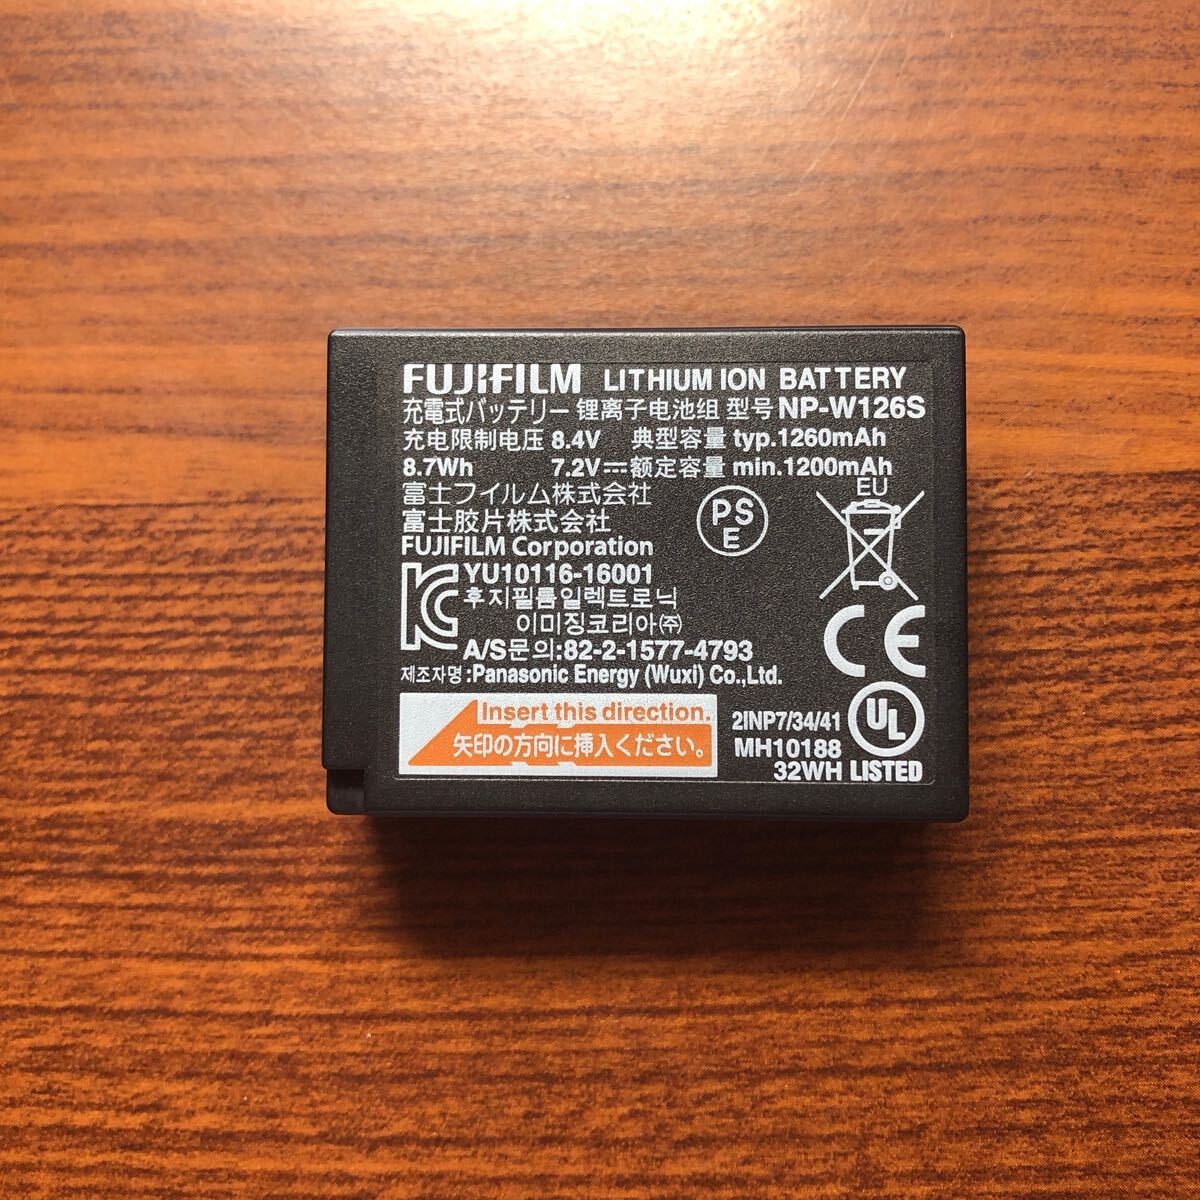 FUJIFILM LITHIUM ION BATTERY
充電式バッテリー 锂离子电池组 型号 NP-W126S
充电限制电压 8.4V 典型容量 typ.1260mAh
8.7Wh 7.2V⎓额定容量 min.1200mAh
富士フイルム株式会社
富士胶片株式会社
FUJIFILM Corporation
PSE
EU
YU10116-16001
후지필름일렉트로닉
이미징코리아㈜
A/S문의:82-2-1577-4793
제조자명:Panasonic Energy (Wuxi) Co.,Ltd.
CE
Insert this direction.
矢印の方向に挿入ください。
2INP7/34/41
MH10188
32WH LISTED
UL